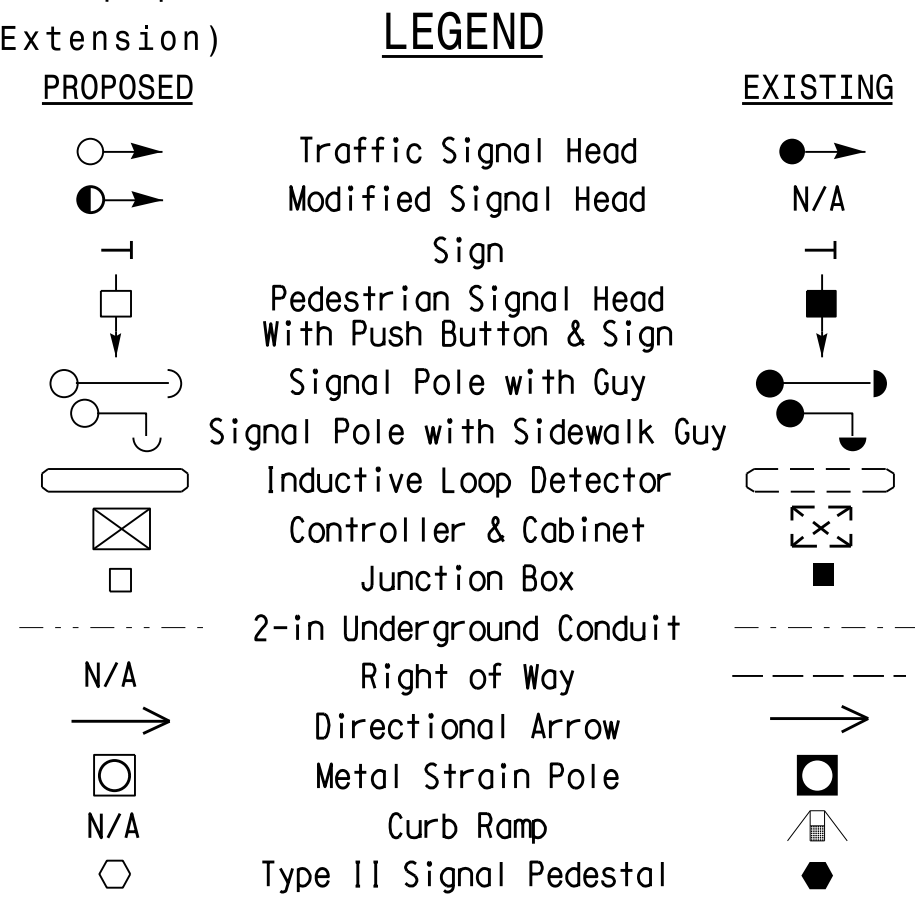 Extension)
LEGEND
PROPOSED
EXISTING
Traffic Signal Head
Modified Signal Head N/A
Sign
Pedestrian Signal Head
With Push Button & Sign
Signal Pole with Guy
Signal Pole with Sidewalk Guy
Inductive Loop Detector
Controller & Cabinet
Junction Box
2-in Underground Conduit
N/A Right of Way
Directional Arrow
Metal Strain Pole
N/A Curb Ramp
Type II Signal Pedestal